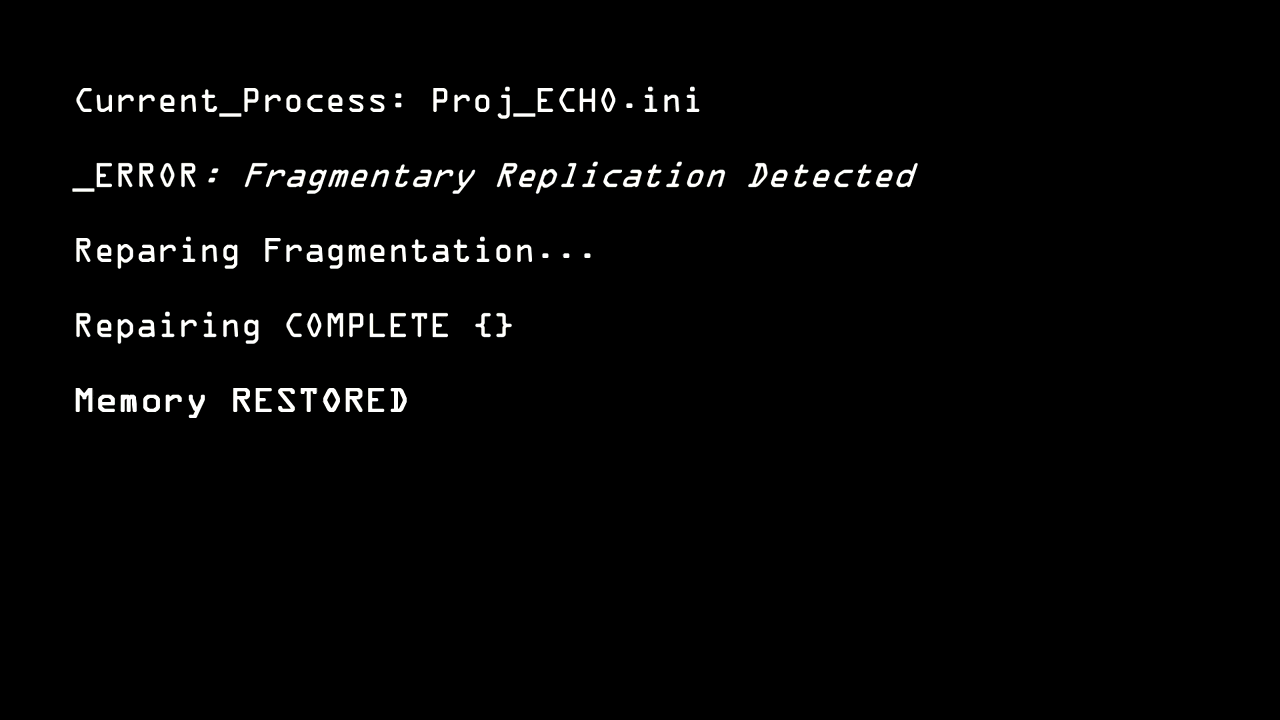 Current_Process: Proj_ECHO.ini
_ERROR: Fragmentary Replication Detected
Reparing Fragmentation...
Repairing COMPLETE {}
Memory RESTORED